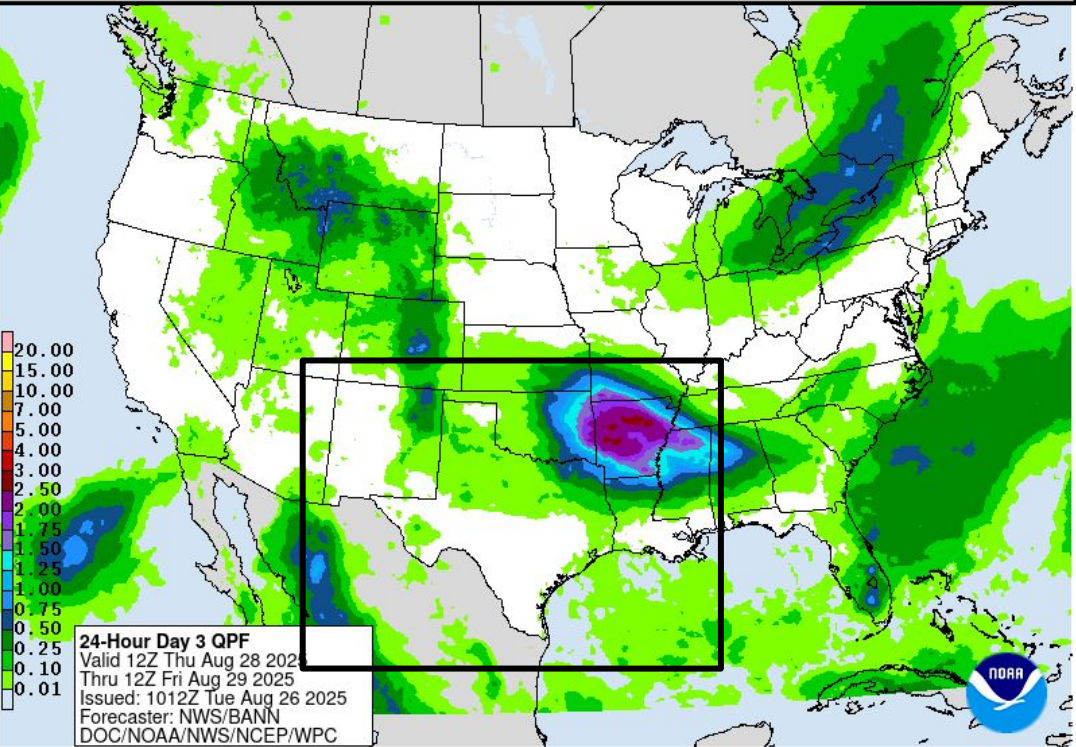 20.00
15.00
10.00
7.00
5.00
4.00
3.00
2.50
2.00
1.75
1.50
1.25
1.00
0.75
0.50
0.25
0.10
0.01
24-Hour Day 3 QPF
Valid 12Z Thu Aug 28 2025
Thru 12Z Fri Aug 29 2025
Issued: 1012Z Tue Aug 26 2025
Forecaster: NWS/BANN
DOC/NOAA/NWS/NCEP/WPC
NOAA